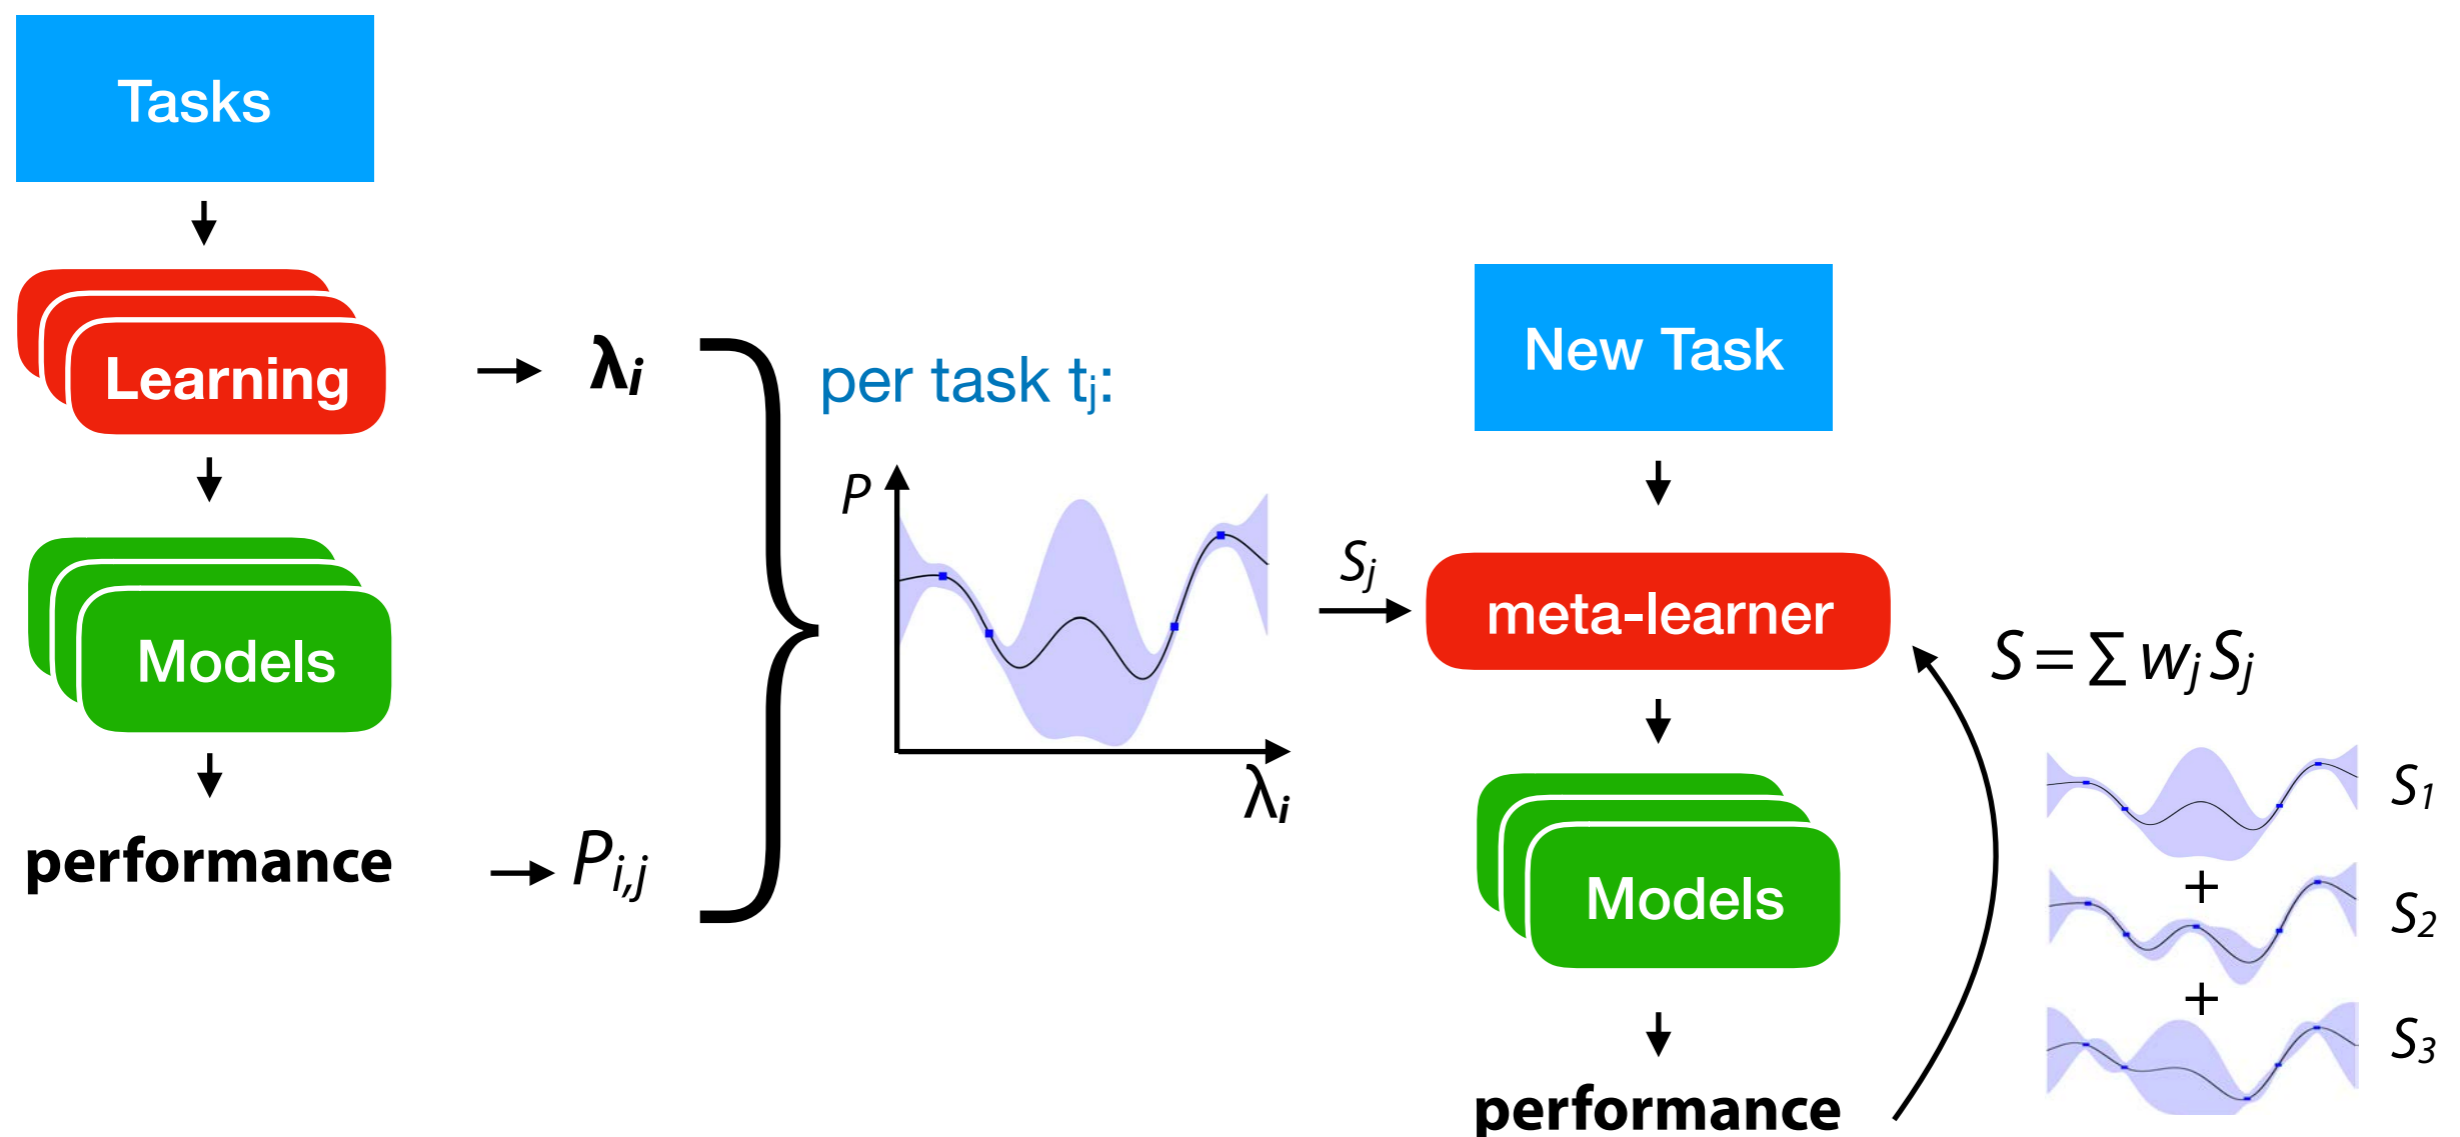 Tasks
Learning
Models
performance
λi
Pi,j
per task tj:
P
λi
Sj
New Task
meta-learner
Models
performance
S = ∑ wj Sj
S1
+
S2
+
S3